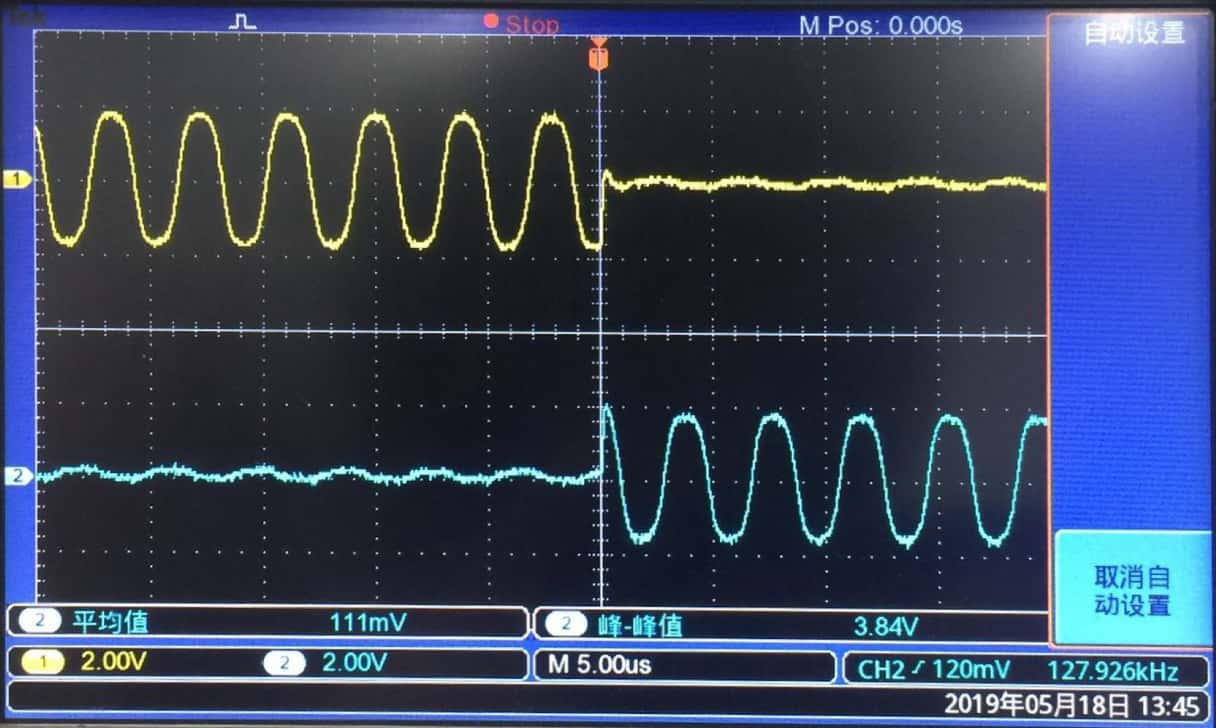 Tek Stop M Pos: 0.000s
自动设置
T
1
2
取消自
动设置
2 平均值 111mV 2 峰-峰值 3.84V
1 2.00V 2 2.00V M 5.00us CH2 120mV 127.926kHz
2019年05月18日 13:45